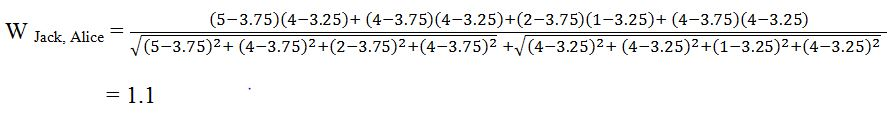 W Jack, Alice = (5−3.75)(4−3.25)+ (4−3.75)(4−3.25)+(2−3.75)(1−3.25)+ (4−3.75)(4−3.25)
√(5−3.75)²+ (4−3.75)²+(2−3.75)²+(4−3.75)² +√(4−3.25)²+ (4−3.25)²+(1−3.25)²+(4−3.25)²
= 1.1